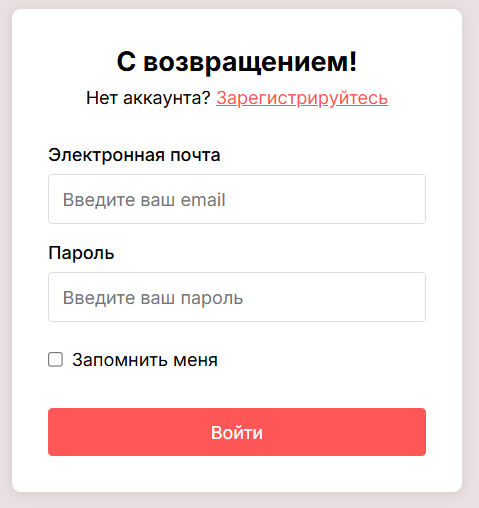 С возвращением!
Нет аккаунта? Зарегистрируйтесь
Электронная почта
Введите ваш email
Пароль
Введите ваш пароль
Запомнить меня
Войти